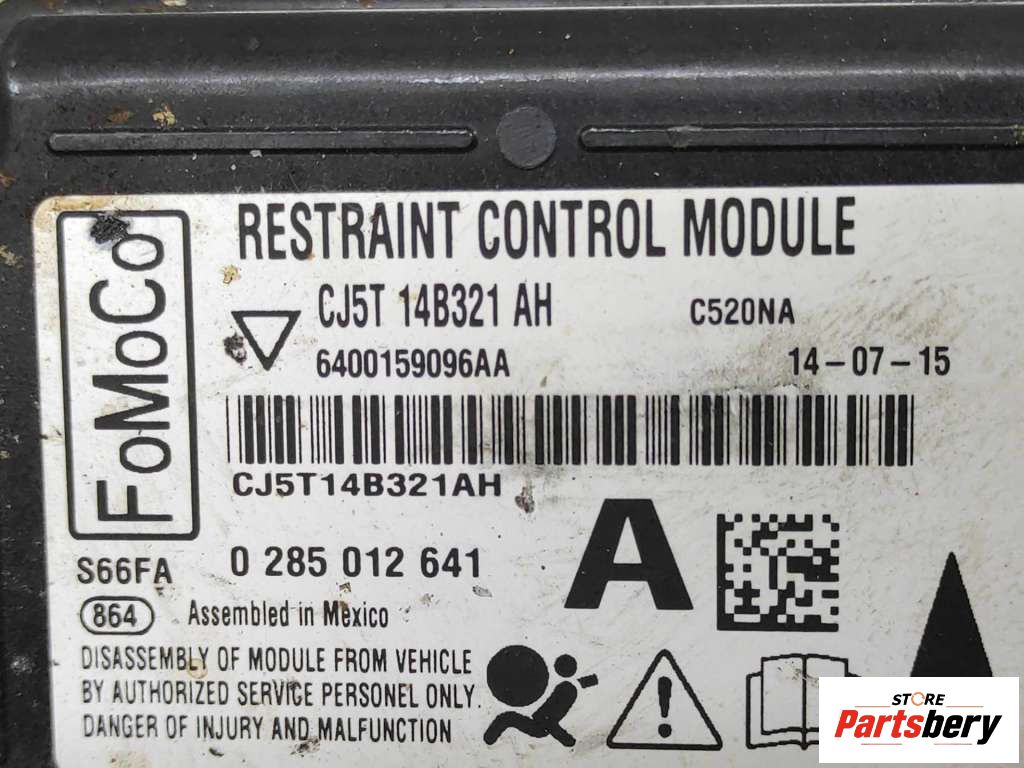 RESTRAINT CONTROL MODULE
FoMoCo
CJ5T 14B321 AH
C520NA
6400159096AA
14-07-15
CJ5T14B321AH
A
S66FA
0 285 012 641
864
Assembled in Mexico
DISASSEMBLY OF MODULE FROM VEHICLE
BY AUTHORIZED SERVICE PERSONEL ONLY.
DANGER OF INJURY AND MALFUNCTION
STORE
Partsbery